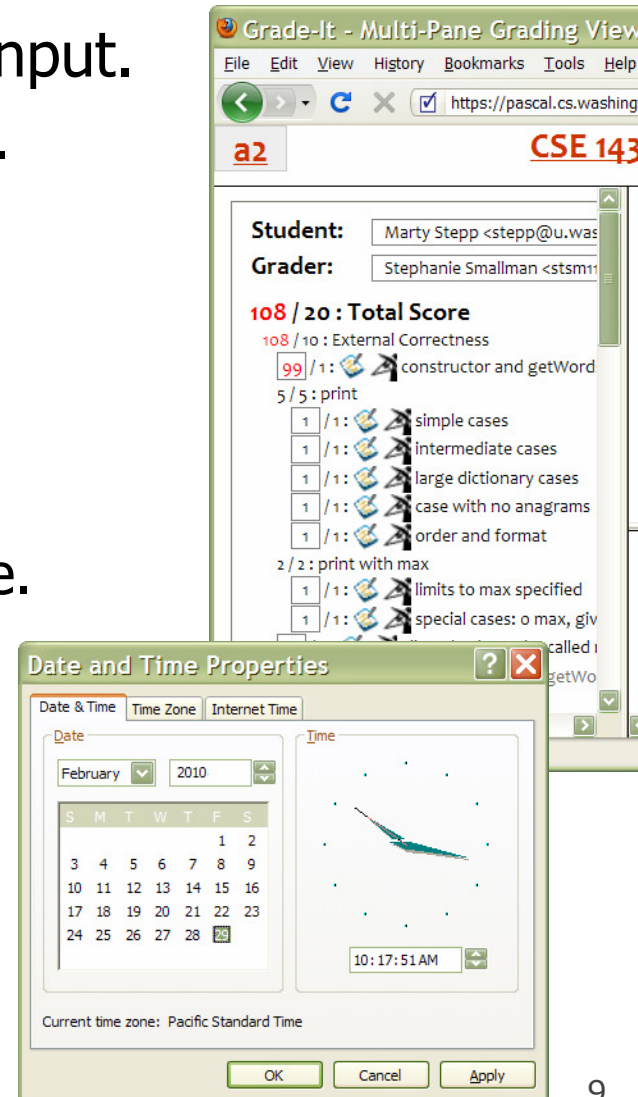 nput.
.
e.
Grade-It - Multi-Pane Grading View
File Edit View History Bookmarks Tools Help
https://pascal.cs.washing
a2 CSE 143
Student: Marty Stepp <stepp@u.was
Grader: Stephanie Smallman <stsm11
108 / 20 : Total Score
108 / 10 : External Correctness
99 / 1 : constructor and getWord
5 / 5 : print
1 / 1 : simple cases
1 / 1 : intermediate cases
1 / 1 : large dictionary cases
1 / 1 : case with no anagrams
1 / 1 : order and format
2 / 2 : print with max
1 / 1 : limits to max specified
1 / 1 : special cases: 0 max, giv
called
getWo
Date and Time Properties
Date & Time Time Zone Internet Time
Date
February 2010
S M T W T F S
1 2
3 4 5 6 7 8 9
10 11 12 13 14 15 16
17 18 19 20 21 22 23
24 25 26 27 28 29
Time
10:17:51 AM
Current time zone: Pacific Standard Time
OK Cancel Apply
9